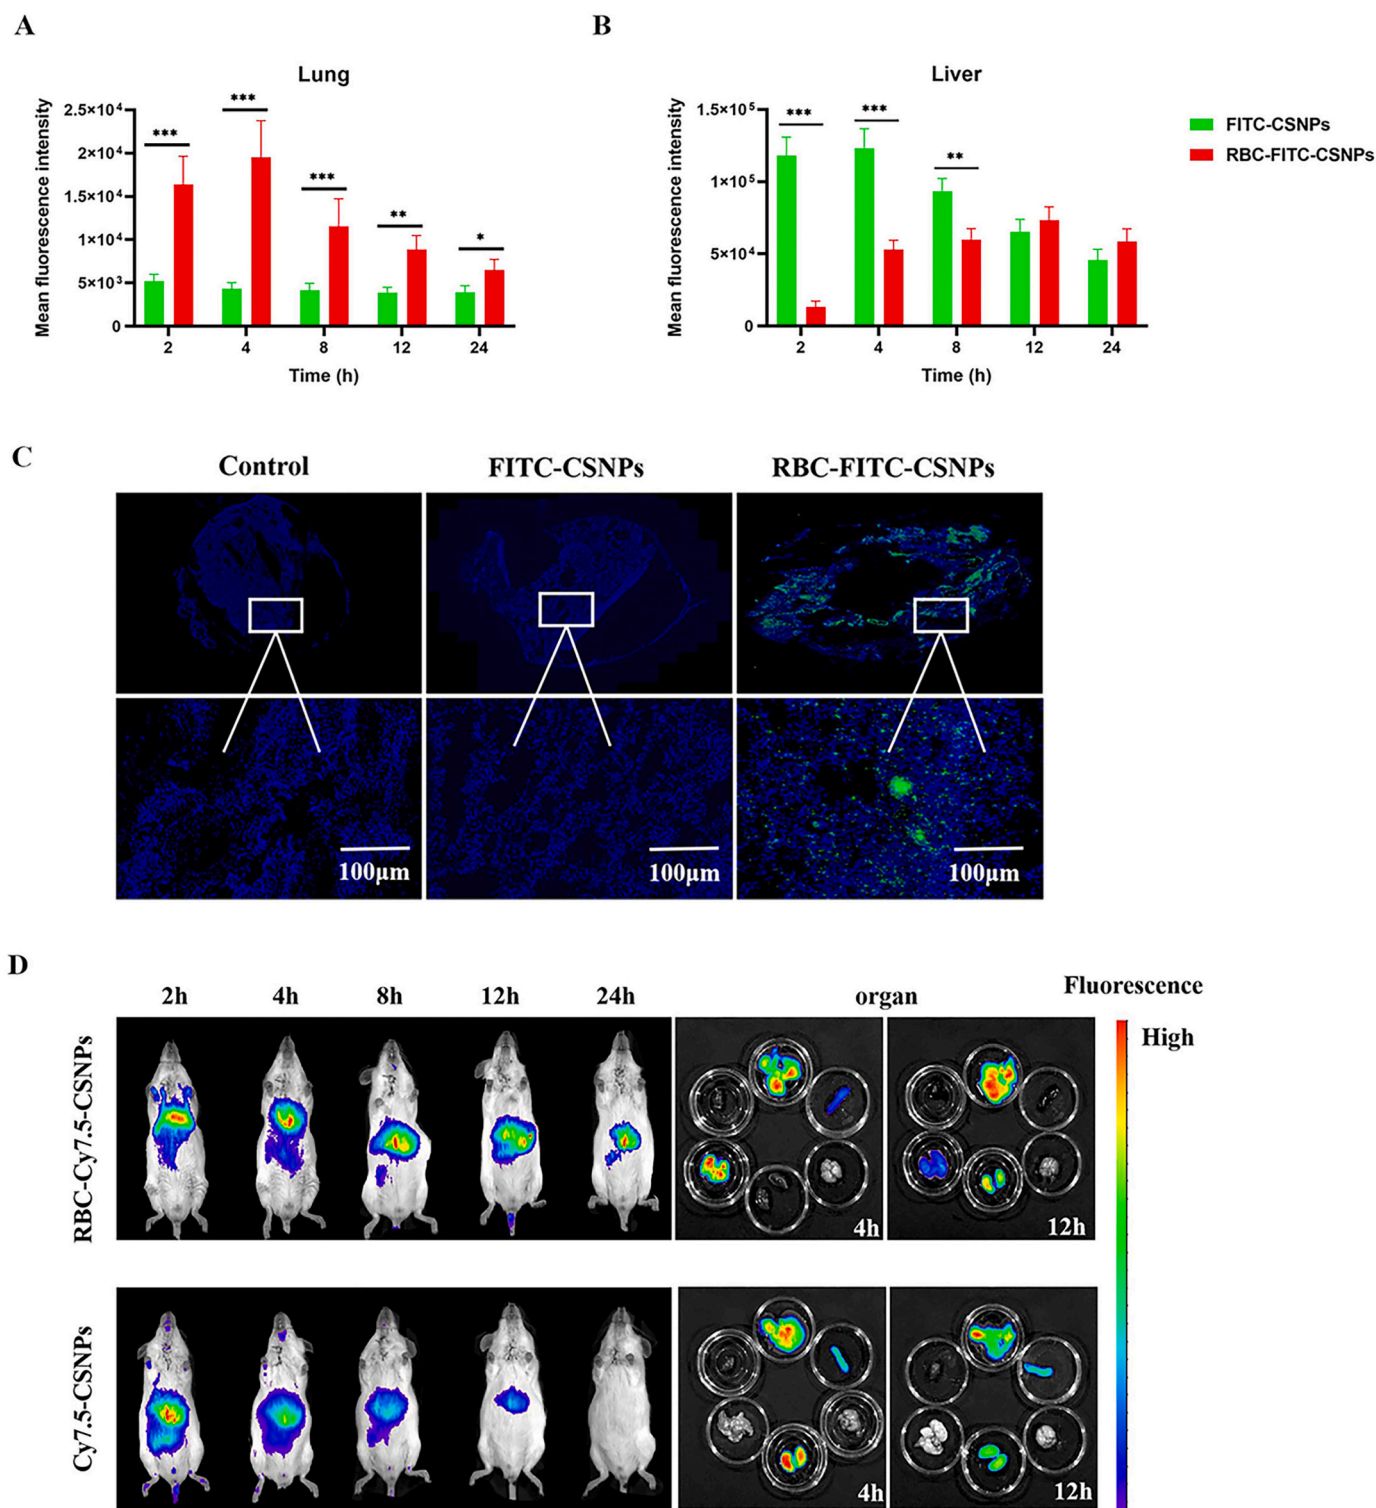 A
B
Lung
Mean fluorescence intensity
2.5×10⁴
2×10⁴
1.5×10⁴
1×10⁴
5×10³
0
***
***
***
**
*
2 4 8 12 24
Time (h)
Liver
Mean fluorescence intensity
1.5×10⁵
1×10⁵
5×10⁴
0
***
***
**
2 4 8 12 24
Time (h)
FITC-CSNPs
RBC-FITC-CSNPs
C
Control FITC-CSNPs RBC-FITC-CSNPs
100μm 100μm 100μm
D
2h 4h 8h 12h 24h organ Fluorescence
High
RBC-Cy7.5-CSNPs
4h 12h
Cy7.5-CSNPs
4h 12h